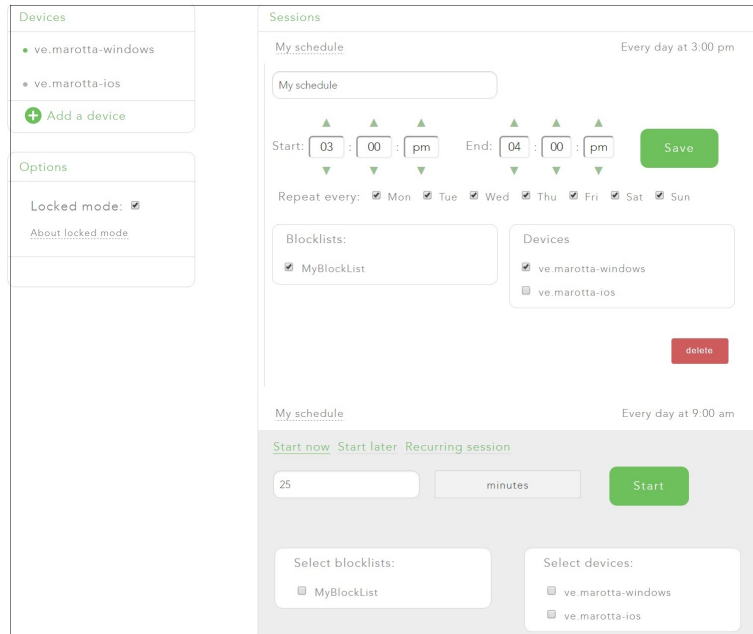 Devices
ve.marotta-windows
ve.marotta-ios
Add a device
Options
Locked mode:
About locked mode
Sessions
My schedule Every day at 3:00 pm
My schedule
Start: 03 : 00 : pm End: 04 : 00 : pm Save
Repeat every: Mon Tue Wed Thu Fri Sat Sun
Blocklists:
MyBlockList
Devices
ve.marotta-windows
ve.marotta-ios
delete
My schedule Every day at 9:00 am
Start now Start later Recurring session
25 minutes Start
Select blocklists:
MyBlockList
Select devices:
ve.marotta-windows
ve.marotta-ios